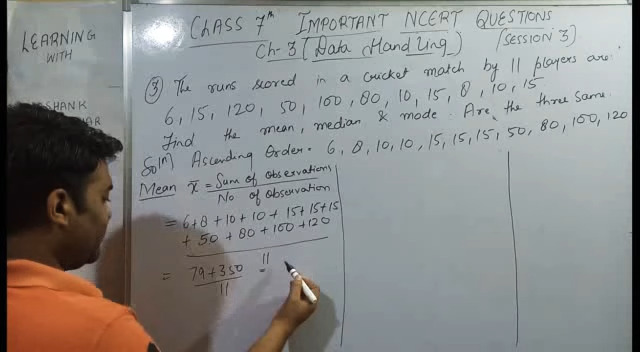 LEARNING
WITH
SHANK
AR
CLASS 7th IMPORTANT NCERT QUESTIONS
Ch-3 (Data Handling) (SESSION 3)
③ The runs scored in a cricket match by 11 players are:
6, 15, 120, 50, 100, 80, 10, 15, 8, 10, 15
Find the mean, median & mode. Are the three same.
Soln Ascending Order = 6, 8, 10, 10, 15, 15, 15, 50, 80, 100, 120
Mean x̄ = Sum of observations
No of observation
= 6+8+10+10+15+15+15
+50+80+100+120
11
= 79+350 =
11